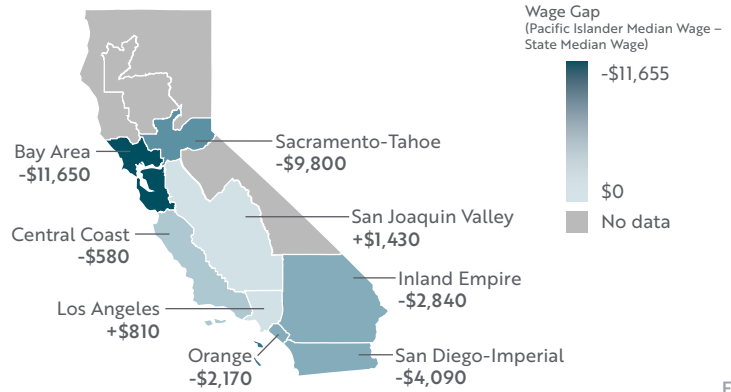 Wage Gap
(Pacific Islander Median Wage –
State Median Wage)
-$11,655
$0
No data
Sacramento-Tahoe
-$9,800
Bay Area
-$11,650
San Joaquin Valley
+$1,430
Central Coast
-$580
Inland Empire
-$2,840
Los Angeles
+$810
Orange
-$2,170
San Diego-Imperial
-$4,090